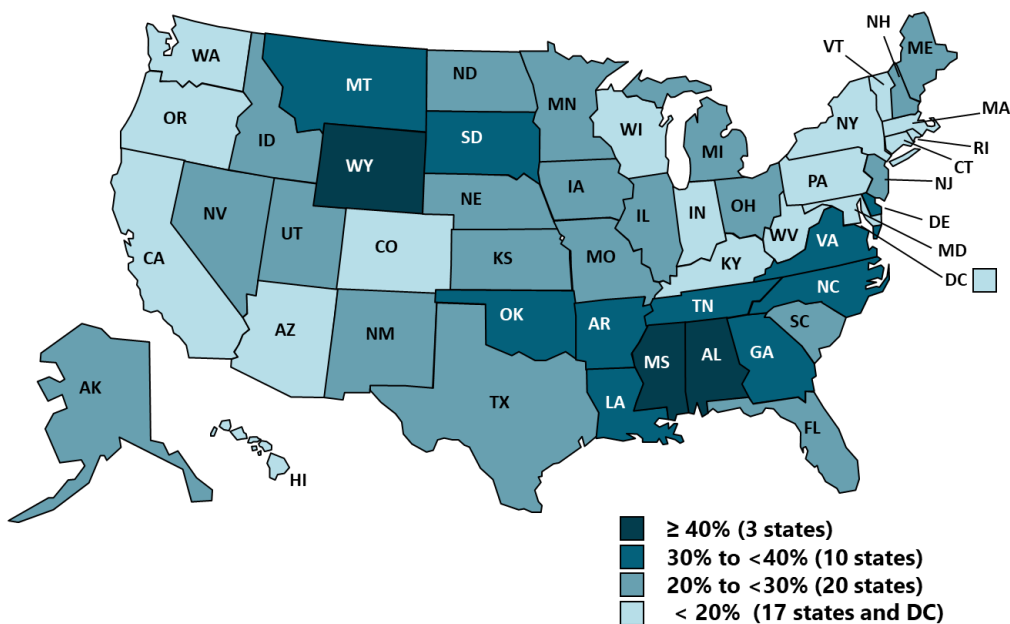 NH
VT
ME
WA
MT
ND
MN
OR
MA
ID
SD
WI
NY
MI
RI
WY
CT
PA
NJ
IA
NE
OH
NV
IL
IN
DE
UT
WV
VA
CO
MD
CA
KS
MO
KY
DC
NC
TN
OK
AR
AZ
NM
SC
MS
AL
GA
AK
TX
LA
FL
HI
≥ 40% (3 states)
30% to <40% (10 states)
20% to <30% (20 states)
< 20% (17 states and DC)